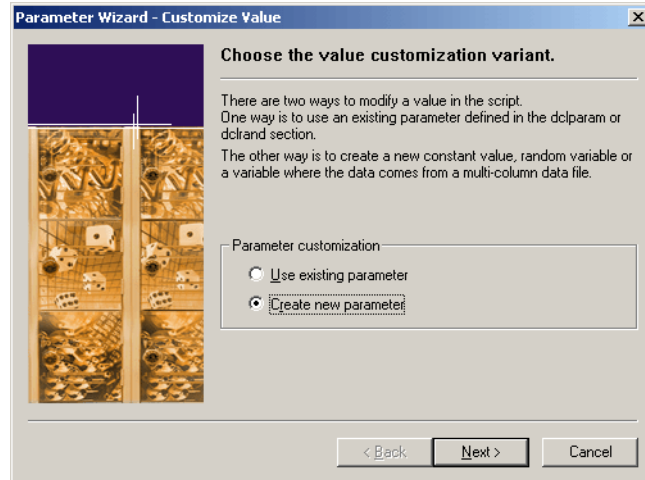 Parameter Wizard - Customize Value
Choose the value customization variant.
There are two ways to modify a value in the script.
One way is to use an existing parameter defined in the dclparam or
dclrand section.
The other way is to create a new constant value, random variable or
a variable where the data comes from a multi-column data file.
Parameter customization
Use existing parameter
Create new parameter
< Back
Next >
Cancel